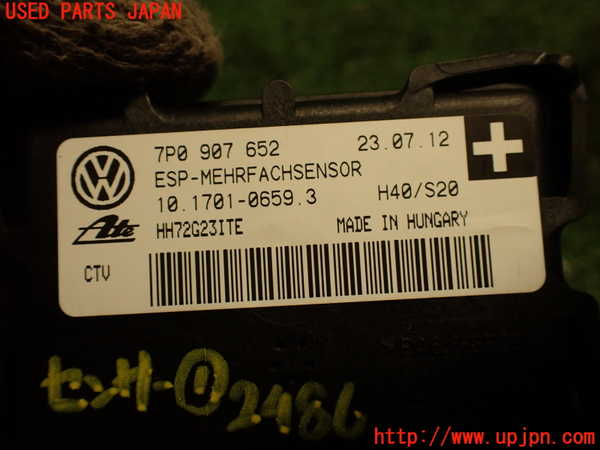 USED PARTS JAPAN
7P0 907 652 23.07.12
ESP-MEHRFACHSENSOR
10.1701-0659.3 H40/S20
Ate HH72G23ITE MADE IN HUNGARY
CTV
センサー①2486
http://www.upjpn.com